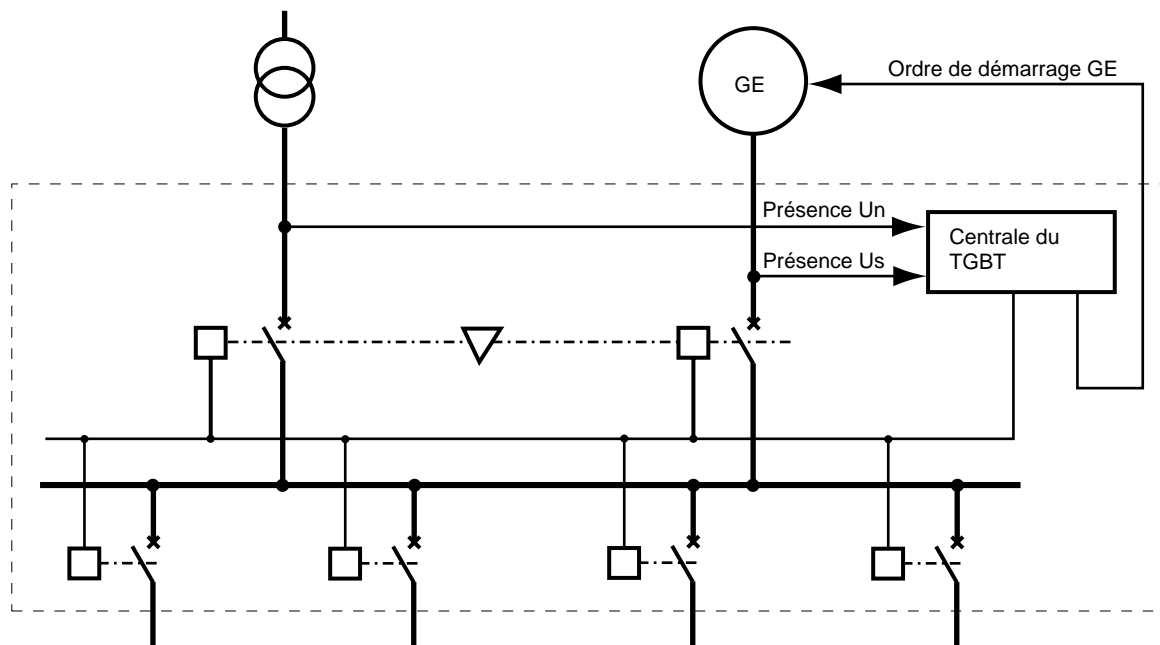 GE
Ordre de démarrage GE
Présence Un
Centrale du
TGBT
Présence Us